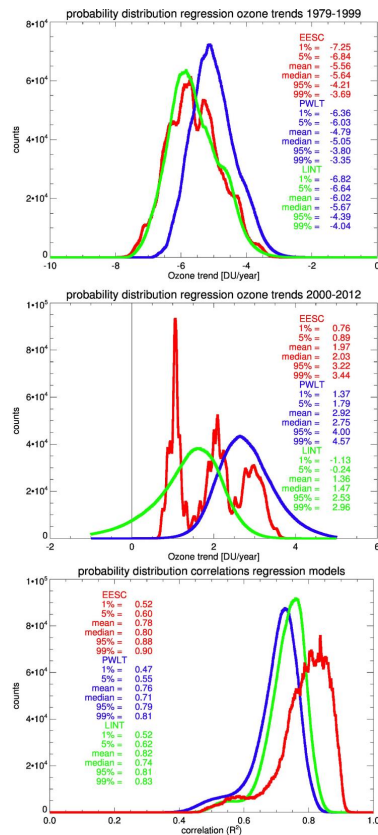 probability distribution regression ozone trends 1979-1999
8•10⁴
6•10⁴
4•10⁴
2•10⁴
0
counts
EESC
1% = -7.25
5% = -6.84
mean = -5.56
median = -5.64
95% = -4.21
99% = -3.69
PWLT
1% = -6.36
5% = -6.03
mean = -4.79
median = -5.05
95% = -3.80
99% = -3.35
LINT
1% = -6.82
5% = -6.64
mean = -6.02
median = -5.67
95% = -4.39
99% = -4.04
-10 -8 -6 -4 -2 0
Ozone trend [DU/year]
probability distribution regression ozone trends 2000-2012
1•10⁵
8•10⁴
6•10⁴
4•10⁴
2•10⁴
0
counts
EESC
1% = 0.76
5% = 0.89
mean = 1.97
median = 2.03
95% = 3.22
99% = 3.44
PWLT
1% = 1.37
5% = 1.79
mean = 2.92
median = 2.75
95% = 4.00
99% = 4.57
LINT
1% = -1.13
5% = -0.24
mean = 1.36
median = 1.47
95% = 2.53
99% = 2.96
-2 0 2 4 6
Ozone trend [DU/year]
probability distribution correlations regression models
1•10⁵
8•10⁴
6•10⁴
4•10⁴
2•10⁴
0
counts
EESC
1% = 0.52
5% = 0.60
mean = 0.78
median = 0.80
95% = 0.88
99% = 0.90
PWLT
1% = 0.47
5% = 0.55
mean = 0.76
median = 0.71
95% = 0.79
99% = 0.81
LINT
1% = 0.52
5% = 0.62
mean = 0.82
median = 0.74
95% = 0.81
99% = 0.83
0.0 0.2 0.4 0.6 0.8 1.0
correlation (R²)